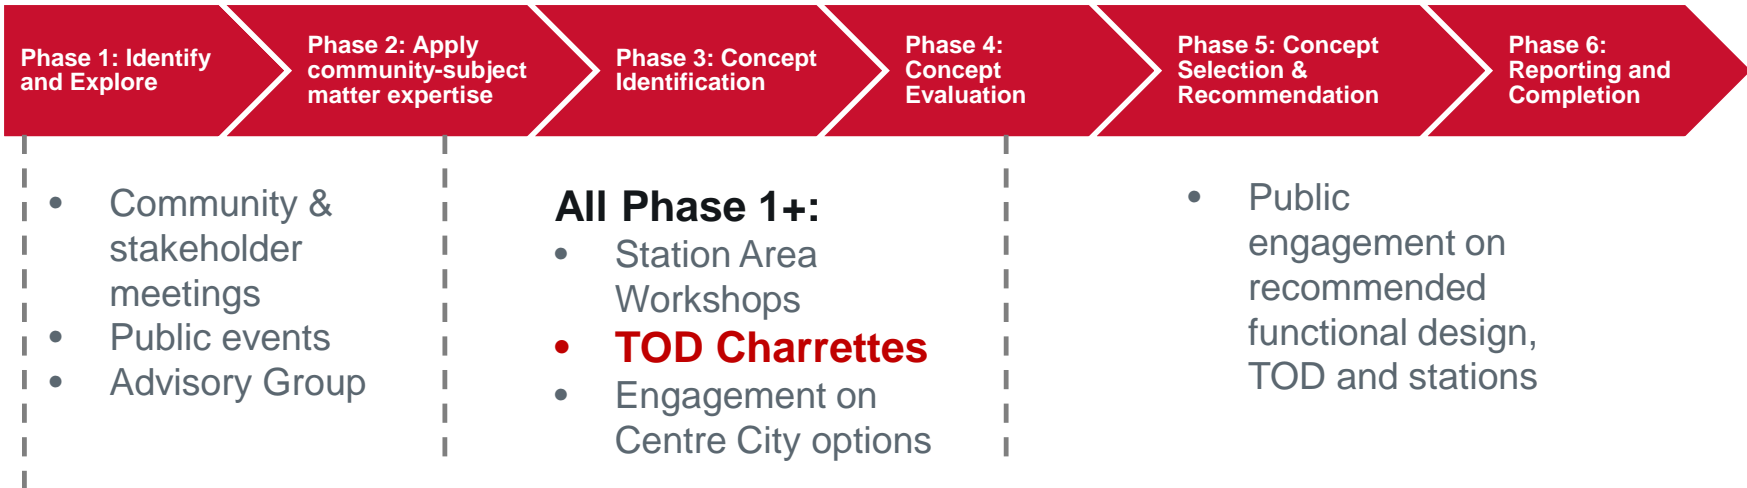 Phase 1: Identify
and Explore
Phase 2: Apply
community-subject
matter expertise
Phase 3: Concept
Identification
Phase 4:
Concept
Evaluation
Phase 5: Concept
Selection &
Recommendation
Phase 6:
Reporting and
Completion
• Community &
stakeholder
meetings
• Public events
• Advisory Group
All Phase 1+:
• Station Area
Workshops
• TOD Charrettes
• Engagement on
Centre City options
• Public
engagement on
recommended
functional design,
TOD and stations